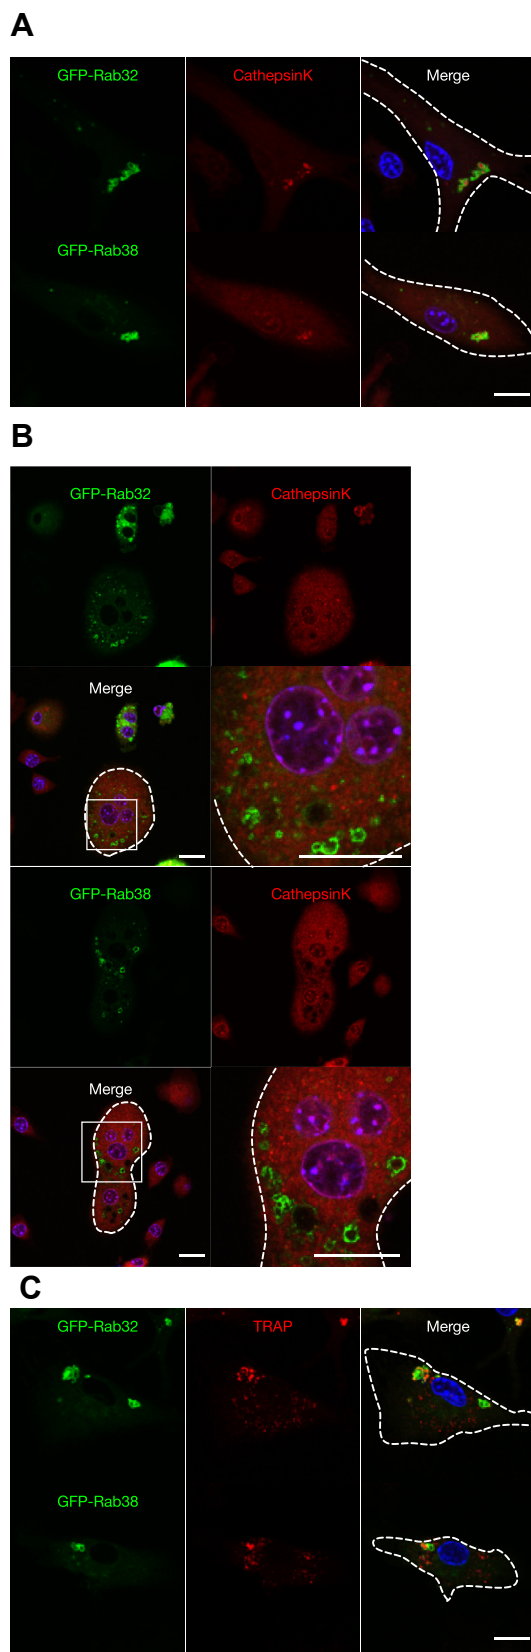 A
GFP-Rab32 CathepsinK Merge
GFP-Rab38
B
GFP-Rab32 CathepsinK
Merge
GFP-Rab38 CathepsinK
Merge
C
GFP-Rab32 TRAP Merge
GFP-Rab38